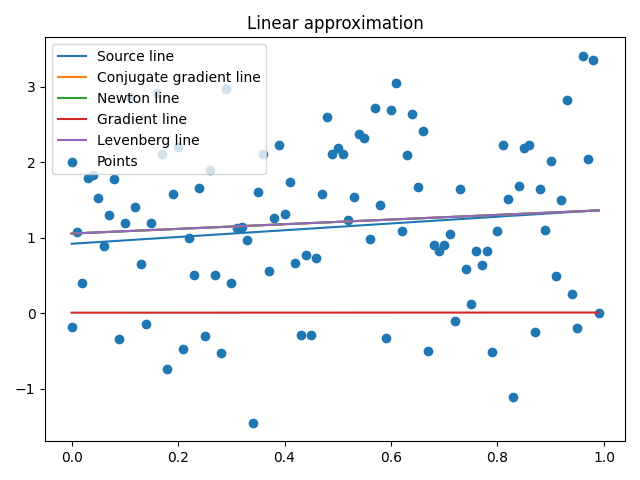 Linear approximation
Source line
Conjugate gradient line
Newton line
Gradient line
Levenberg line
Points
3
2
1
0
−1
0.0
0.2
0.4
0.6
0.8
1.0